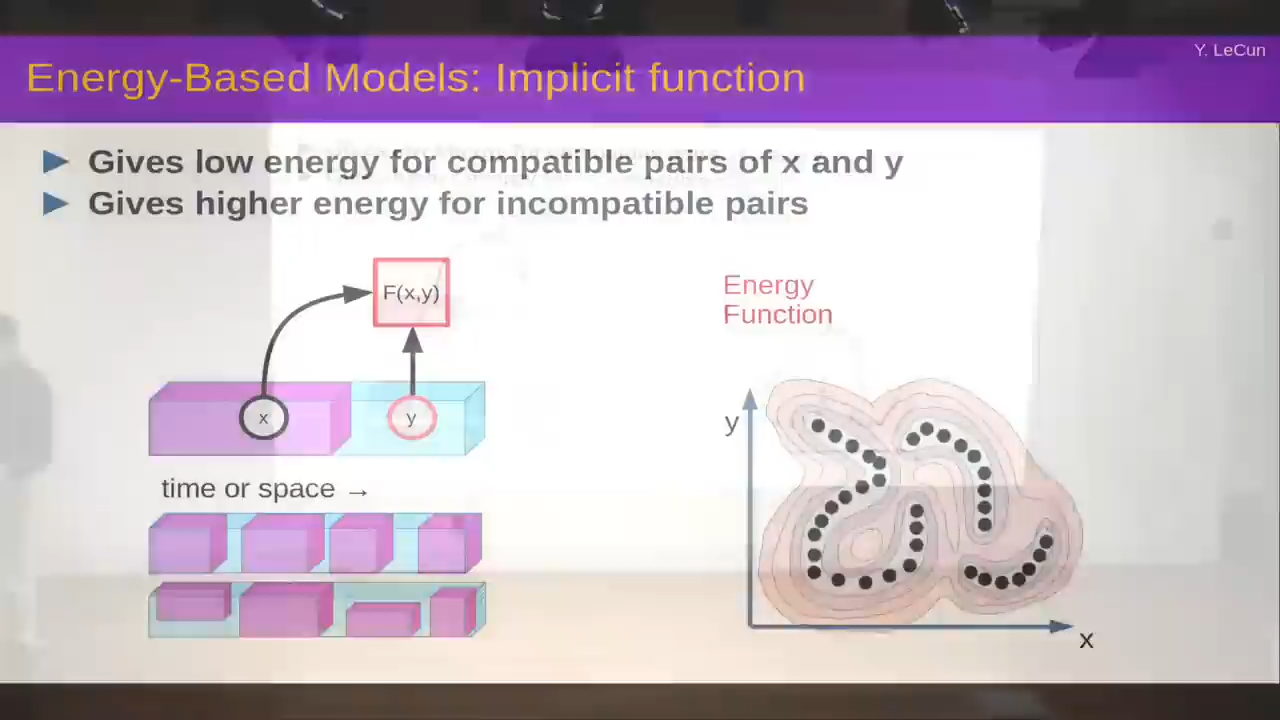 Y. LeCun
Energy-Based Models: Implicit function
Gives low energy for compatible pairs of x and y
Gives higher energy for incompatible pairs
F(x,y)
Energy
Function
x
y
y
time or space →
x